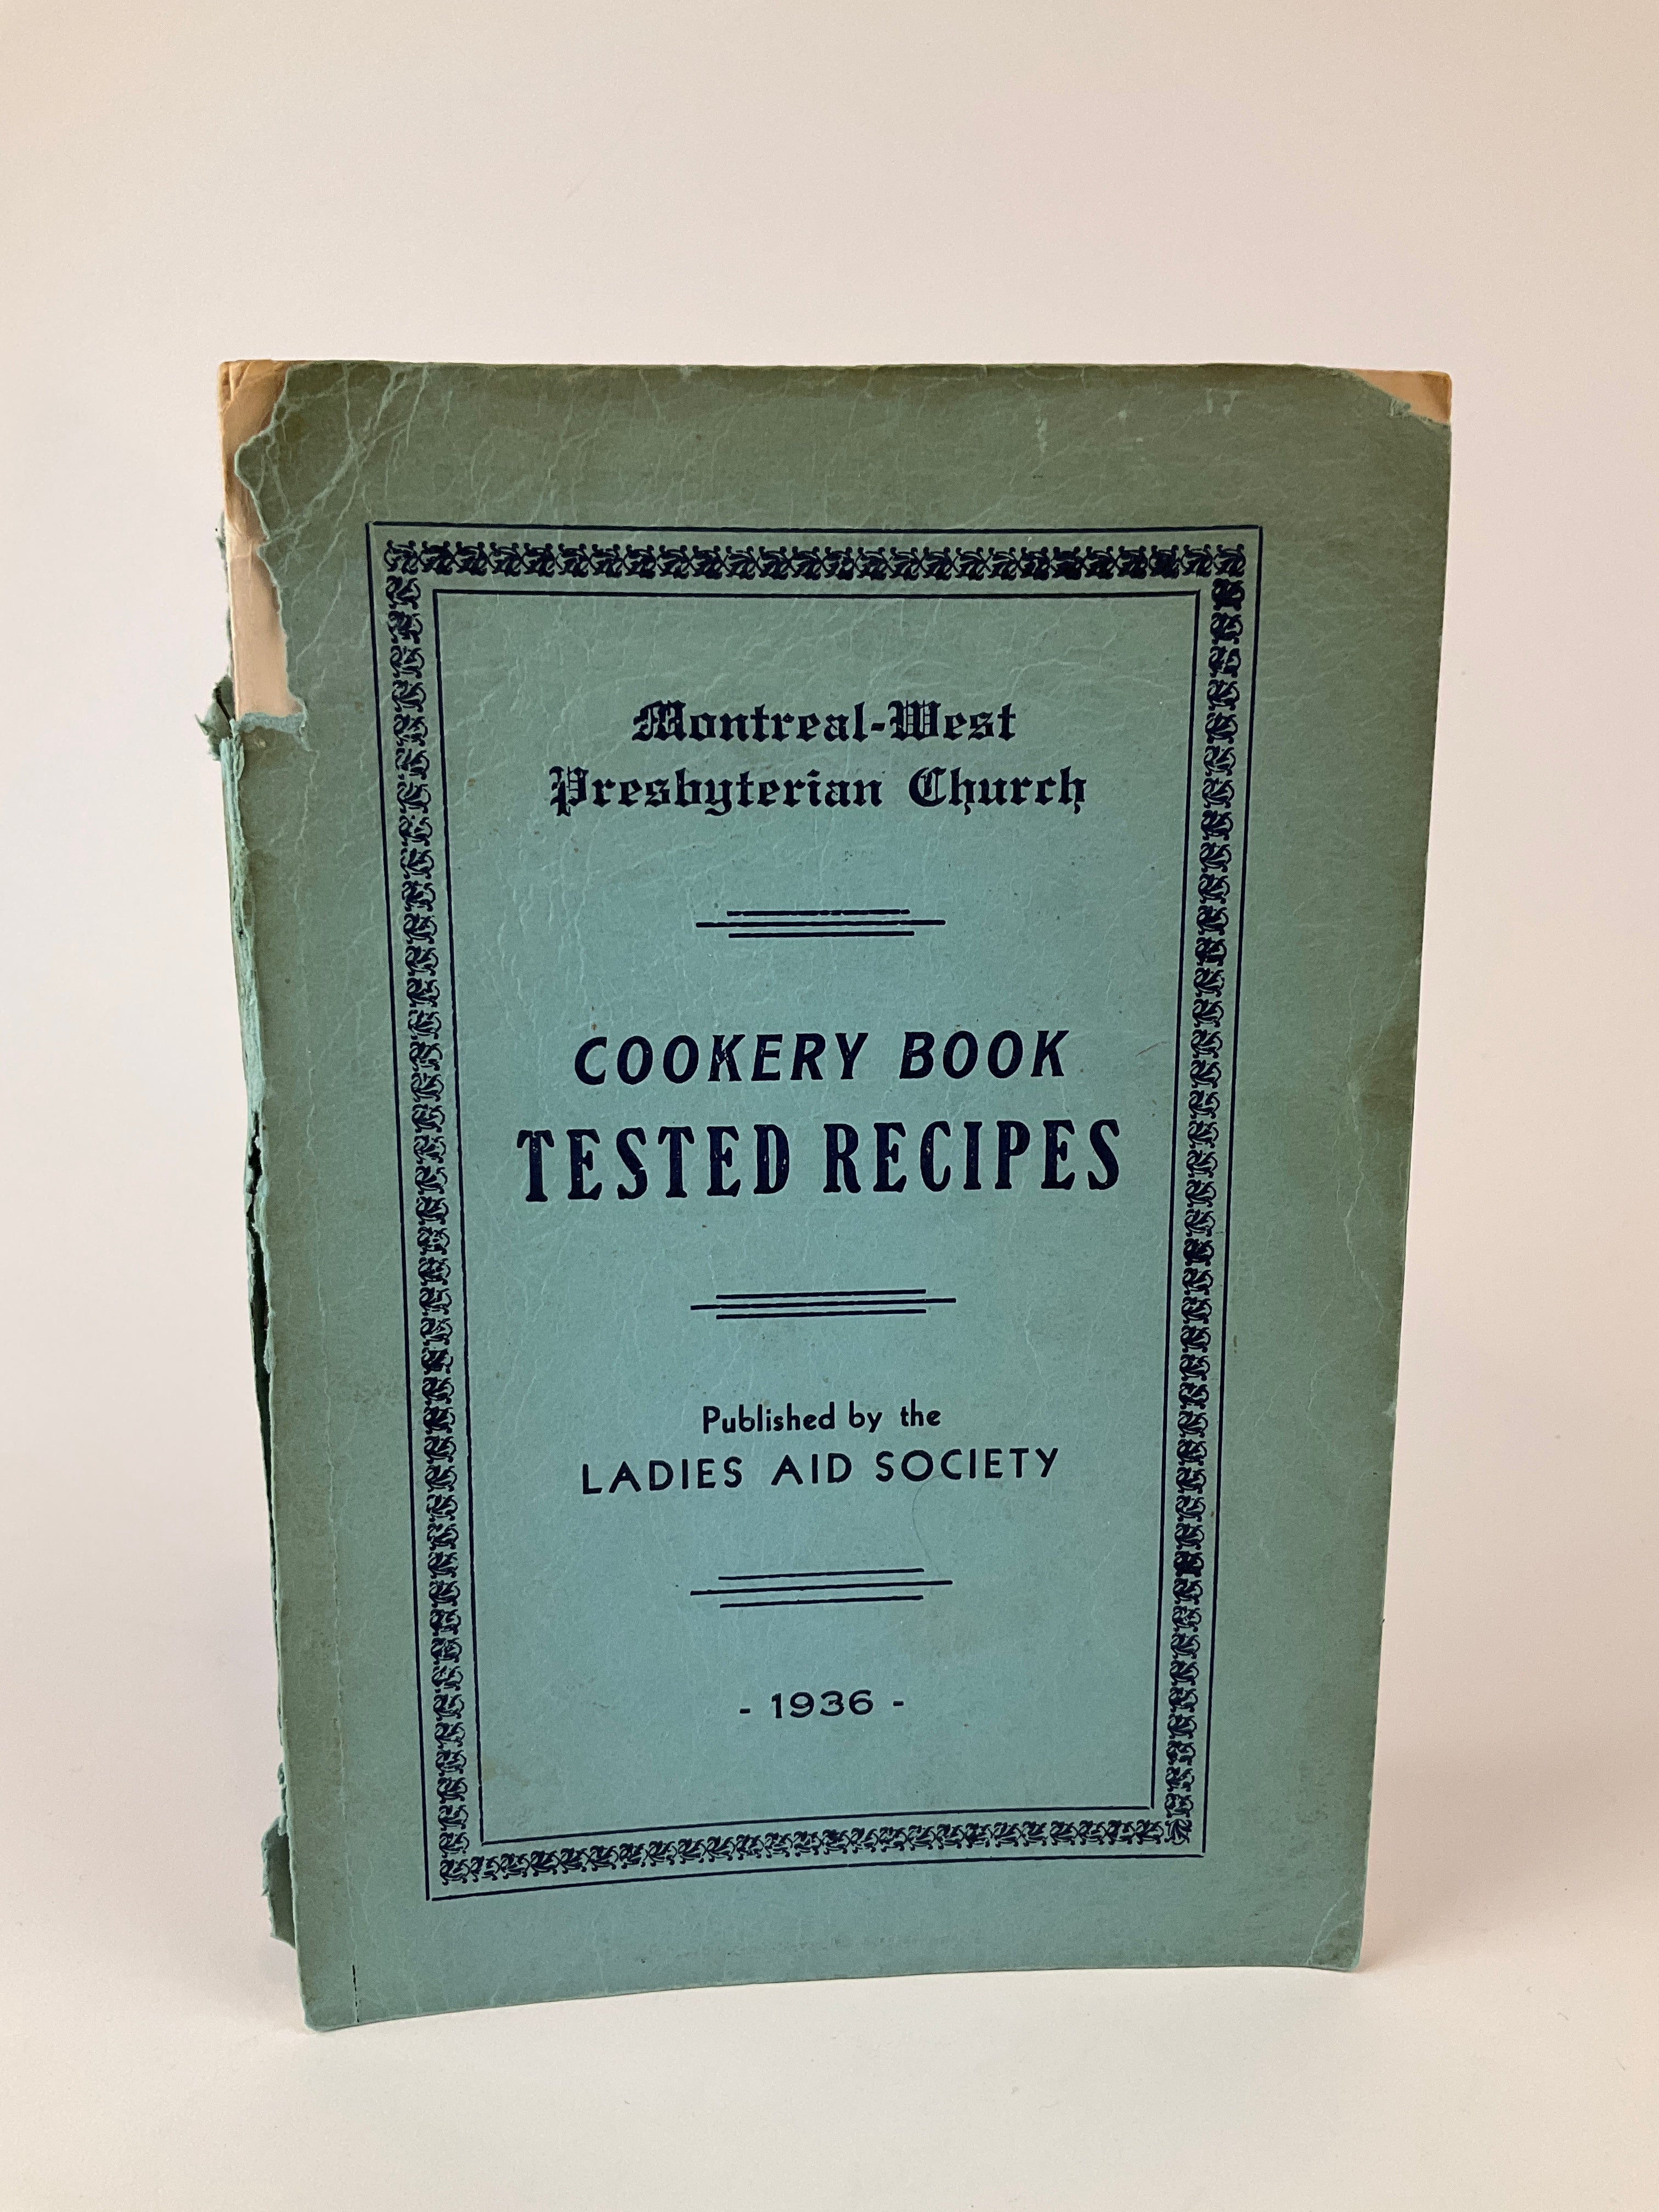 Montreal-West
Presbyterian Church
COOKERY BOOK
TESTED RECIPES
Published by the
LADIES AID SOCIETY
- 1936 -